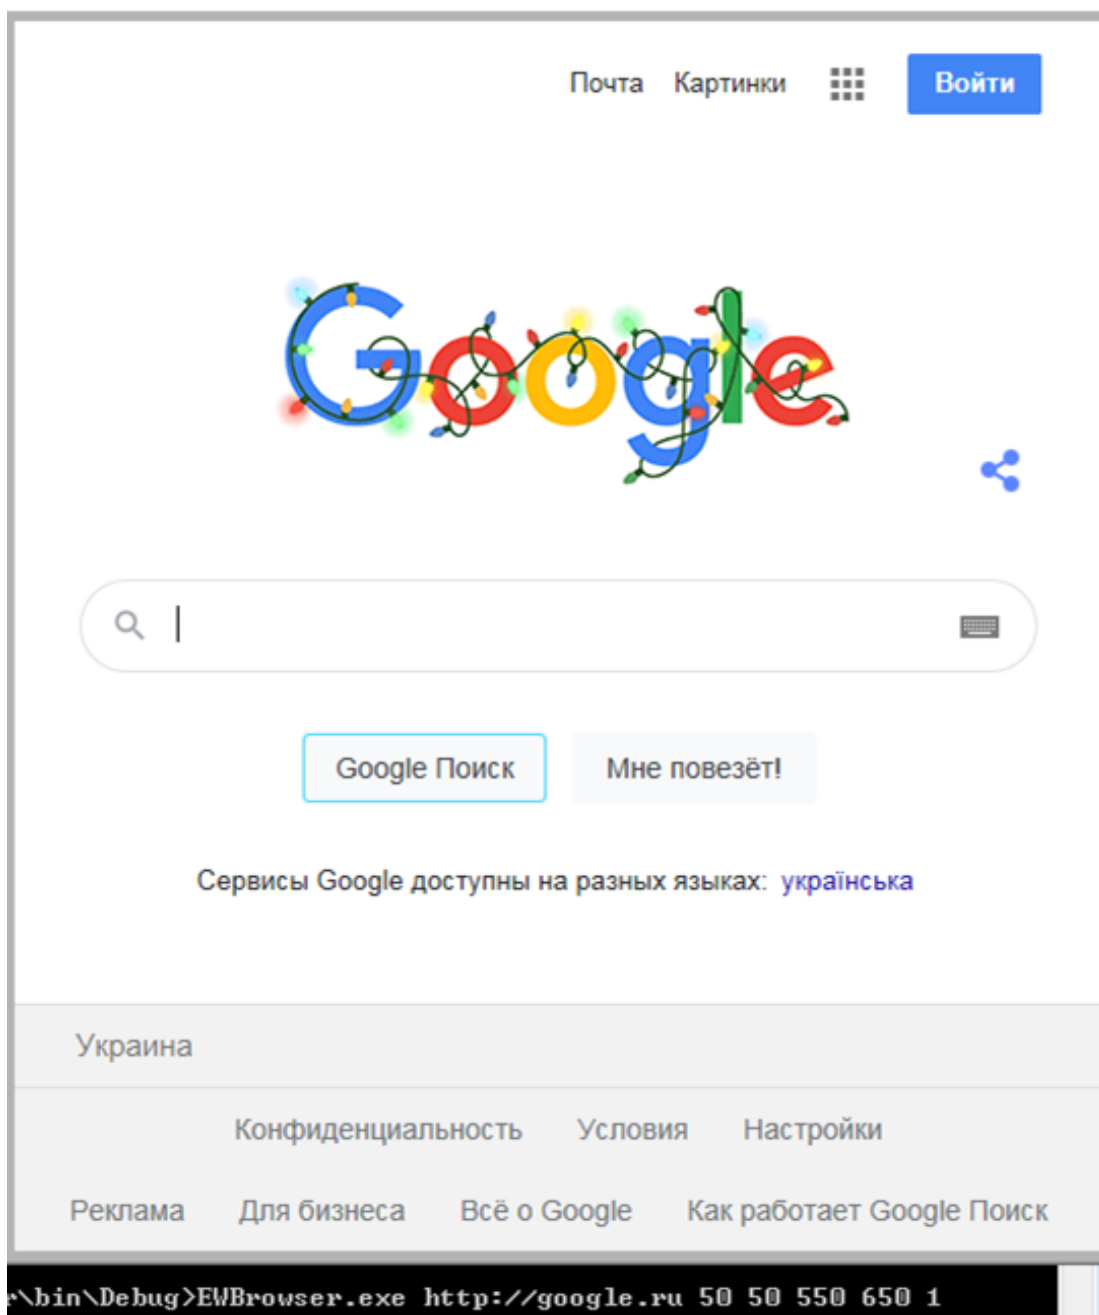 Почта Картинки Войти
Google
Google Поиск Мне повезёт!
Сервисы Google доступны на разных языках: українська
Украина
Конфиденциальность Условия Настройки
Реклама Для бизнеса Всё о Google Как работает Google Поиск
r\bin\Debug>EWBrowser.exe http://google.ru 50 50 550 650 1